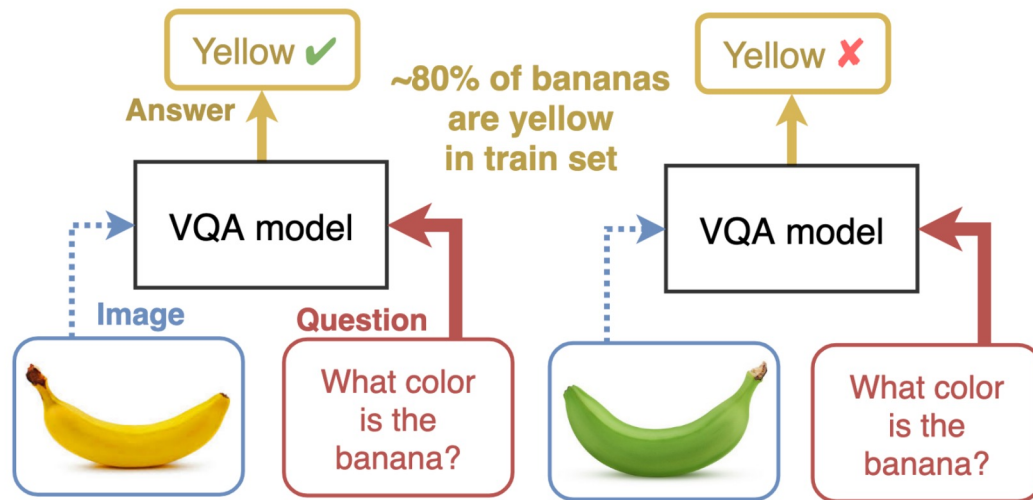 Yellow ✔
Yellow ✘
~80% of bananas
are yellow
in train set
Answer
VQA model
VQA model
Image
Question
What color
is the
banana?
What color
is the
banana?